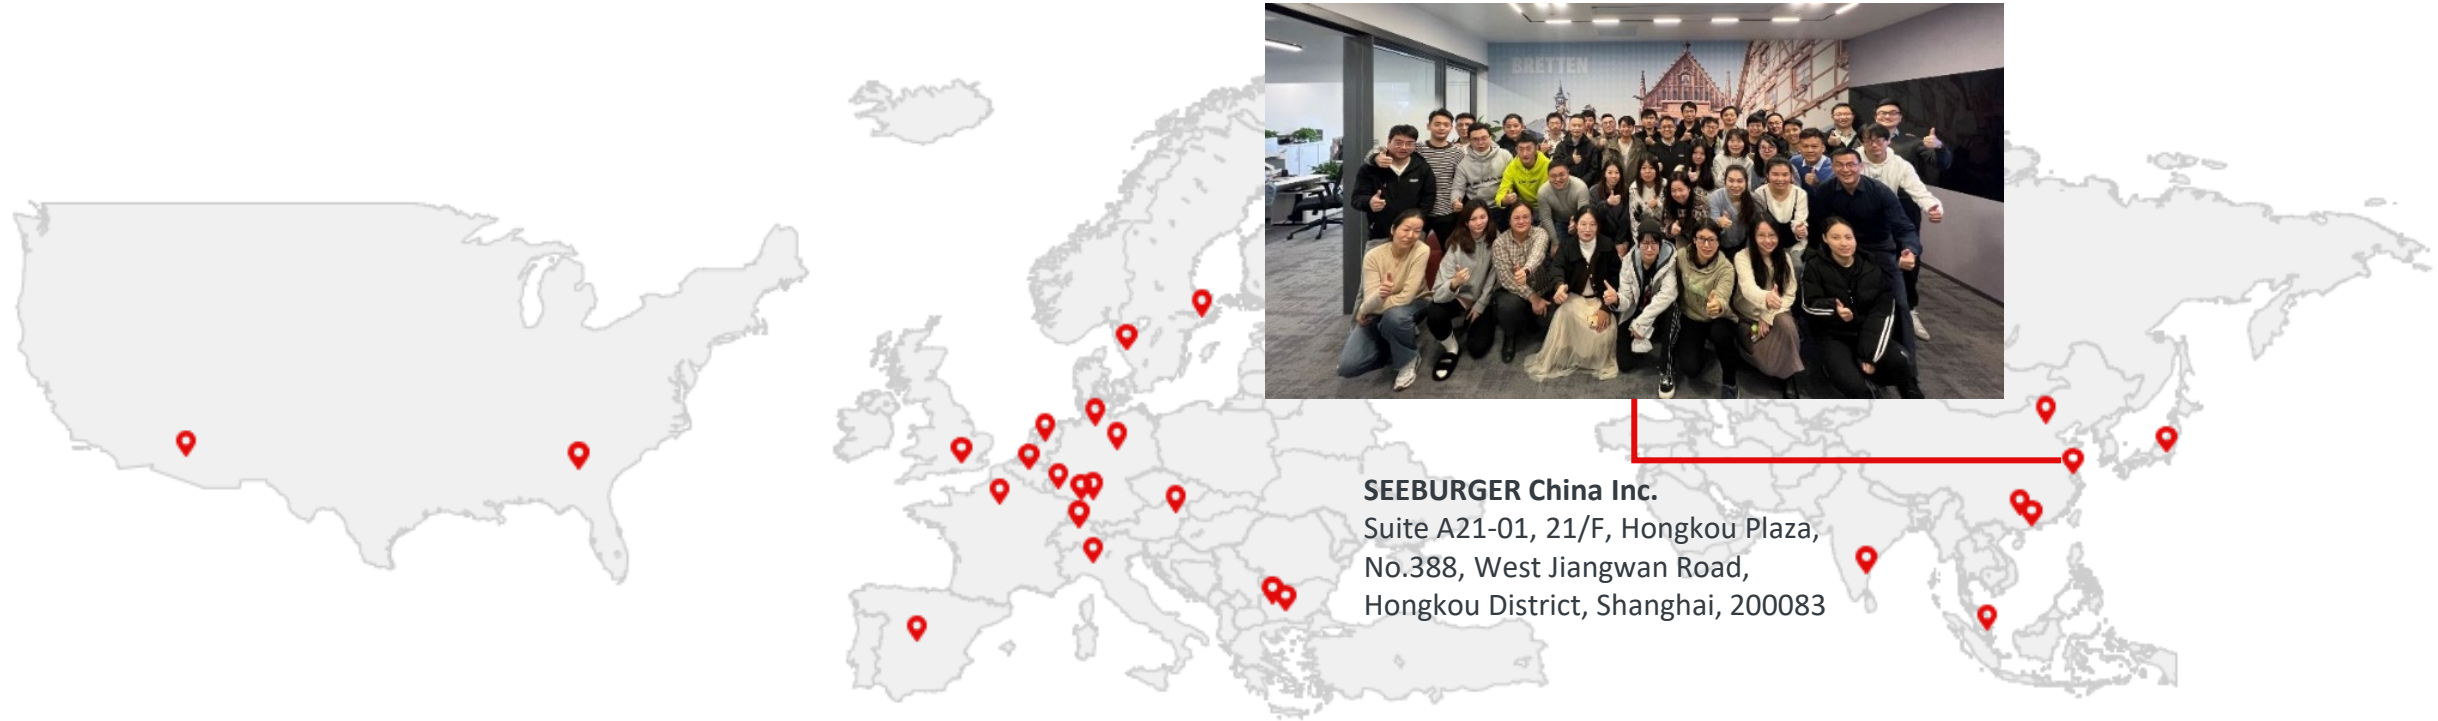 BRETTEN
SEEBURGER China Inc.
Suite A21-01, 21/F, Hongkou Plaza,
No.388, West Jiangwan Road,
Hongkou District, Shanghai, 200083